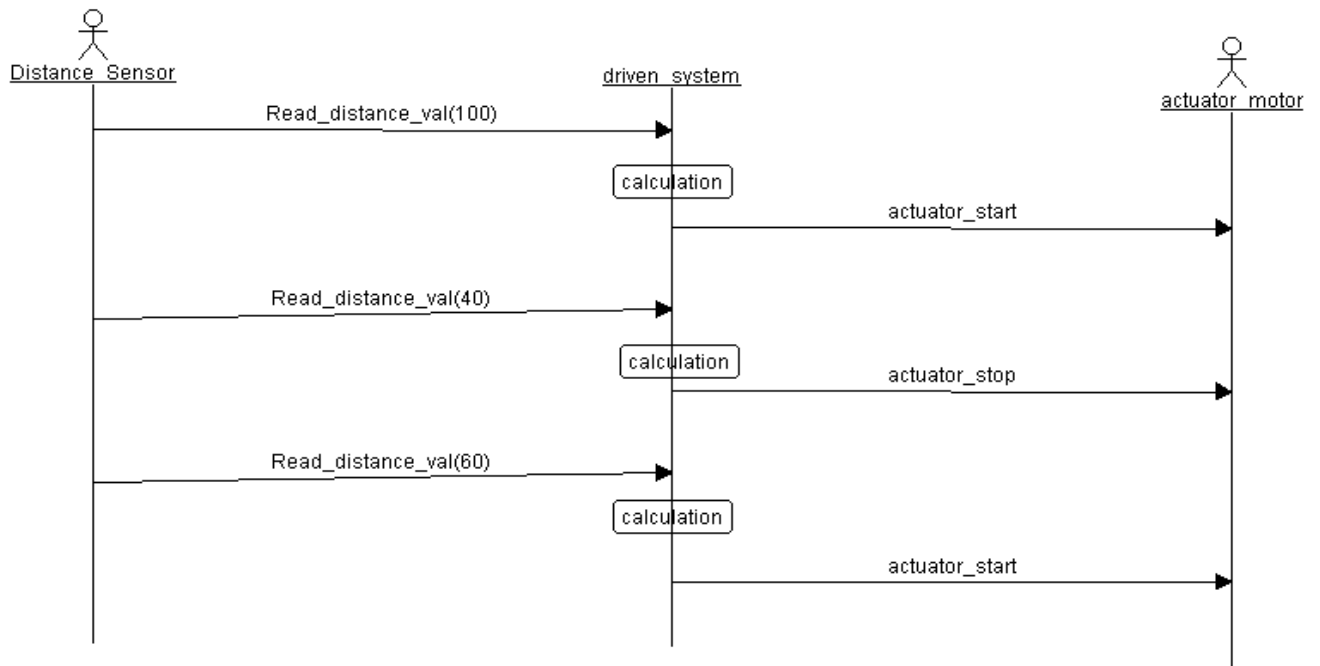 Distance_Sensor
driven_system
actuator_motor
Read_distance_val(100)
calculation
actuator_start
Read_distance_val(40)
calculation
actuator_stop
Read_distance_val(60)
calculation
actuator_start